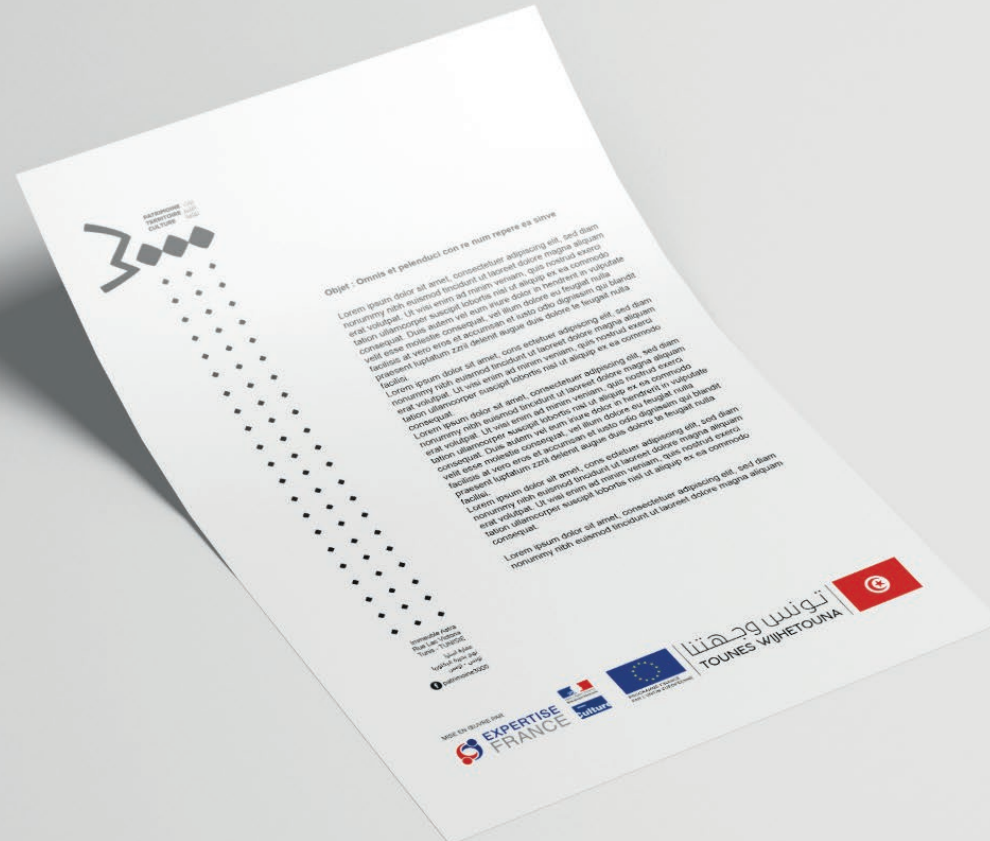 PATRIMOINE
TERRITOIRE
CULTURE
Objet : Omnis et pelenduci con re num repere ea sinve
Lorem ipsum dolor sit amet, consectetuer adipiscing elit, sed diam
nonummy nibh euismod tincidunt ut laoreet dolore magna aliquam
erat volutpat. Ut wisi enim ad minim veniam, quis nostrud exerci
tation ullamcorper suscipit lobortis nisl ut aliquip ex ea commodo
consequat. Duis autem vel eum iriure dolor in hendrerit in vulputate
velit esse molestie consequat, vel illum dolore eu feugiat nulla
facilisis at vero eros et accumsan et iusto odio dignissim qui blandit
praesent luptatum zzril delenit augue duis dolore te feugait nulla
facilisi.
Lorem ipsum dolor sit amet, cons ectetuer adipiscing elit, sed diam
nonummy nibh euismod tincidunt ut laoreet dolore magna aliquam
erat volutpat. Ut wisi enim ad minim veniam, quis nostrud exerci
tation ullamcorper suscipit lobortis nisl ut aliquip ex ea commodo
consequat.
Lorem ipsum dolor sit amet, consectetuer adipiscing elit, sed diam
nonummy nibh euismod tincidunt ut laoreet dolore magna aliquam
erat volutpat. Ut wisi enim ad minim veniam, quis nostrud exerci
tation ullamcorper suscipit lobortis nisl ut aliquip ex ea commodo
consequat. Duis autem vel eum iriure dolor in hendrerit in vulputate
velit esse molestie consequat, vel illum dolore eu feugiat nulla
facilisis at vero eros et accumsan et iusto odio dignissim qui blandit
praesent luptatum zzril delenit augue duis dolore te feugait nulla
facilisi.
Lorem ipsum dolor sit amet, cons ectetuer adipiscing elit, sed diam
nonummy nibh euismod tincidunt ut laoreet dolore magna aliquam
erat volutpat. Ut wisi enim ad minim veniam, quis nostrud exerci
tation ullamcorper suscipit lobortis nisl ut aliquip ex ea commodo
consequat.
Lorem ipsum dolor sit amet, consectetuer adipiscing elit, sed diam
nonummy nibh euismod tincidunt ut laoreet dolore magna aliquam
Immeuble Astria
Rue Lac Victoria
Tunis - TUNISIE
تونس - تونس
patrimoine3000
MISE EN ŒUVRE PAR
EXPERTISE
FRANCE
Culture
PROGRAMME FINANCÉ
PAR L'UNION EUROPÉENNE
تونس وجهتنا
TOUNES WIJHETOUNA